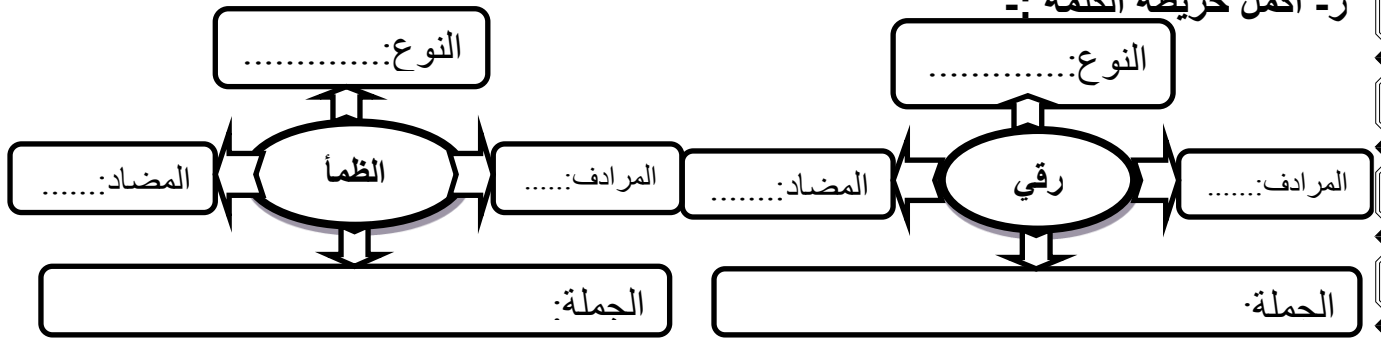 ز- أكمل خريطة الكلمة :-
النوع:..............
النوع:..............
المرادف:......
رقي
المضاد:........
المرادف:.....
الظمأ
المضاد:......
الجملة:
الجملة: